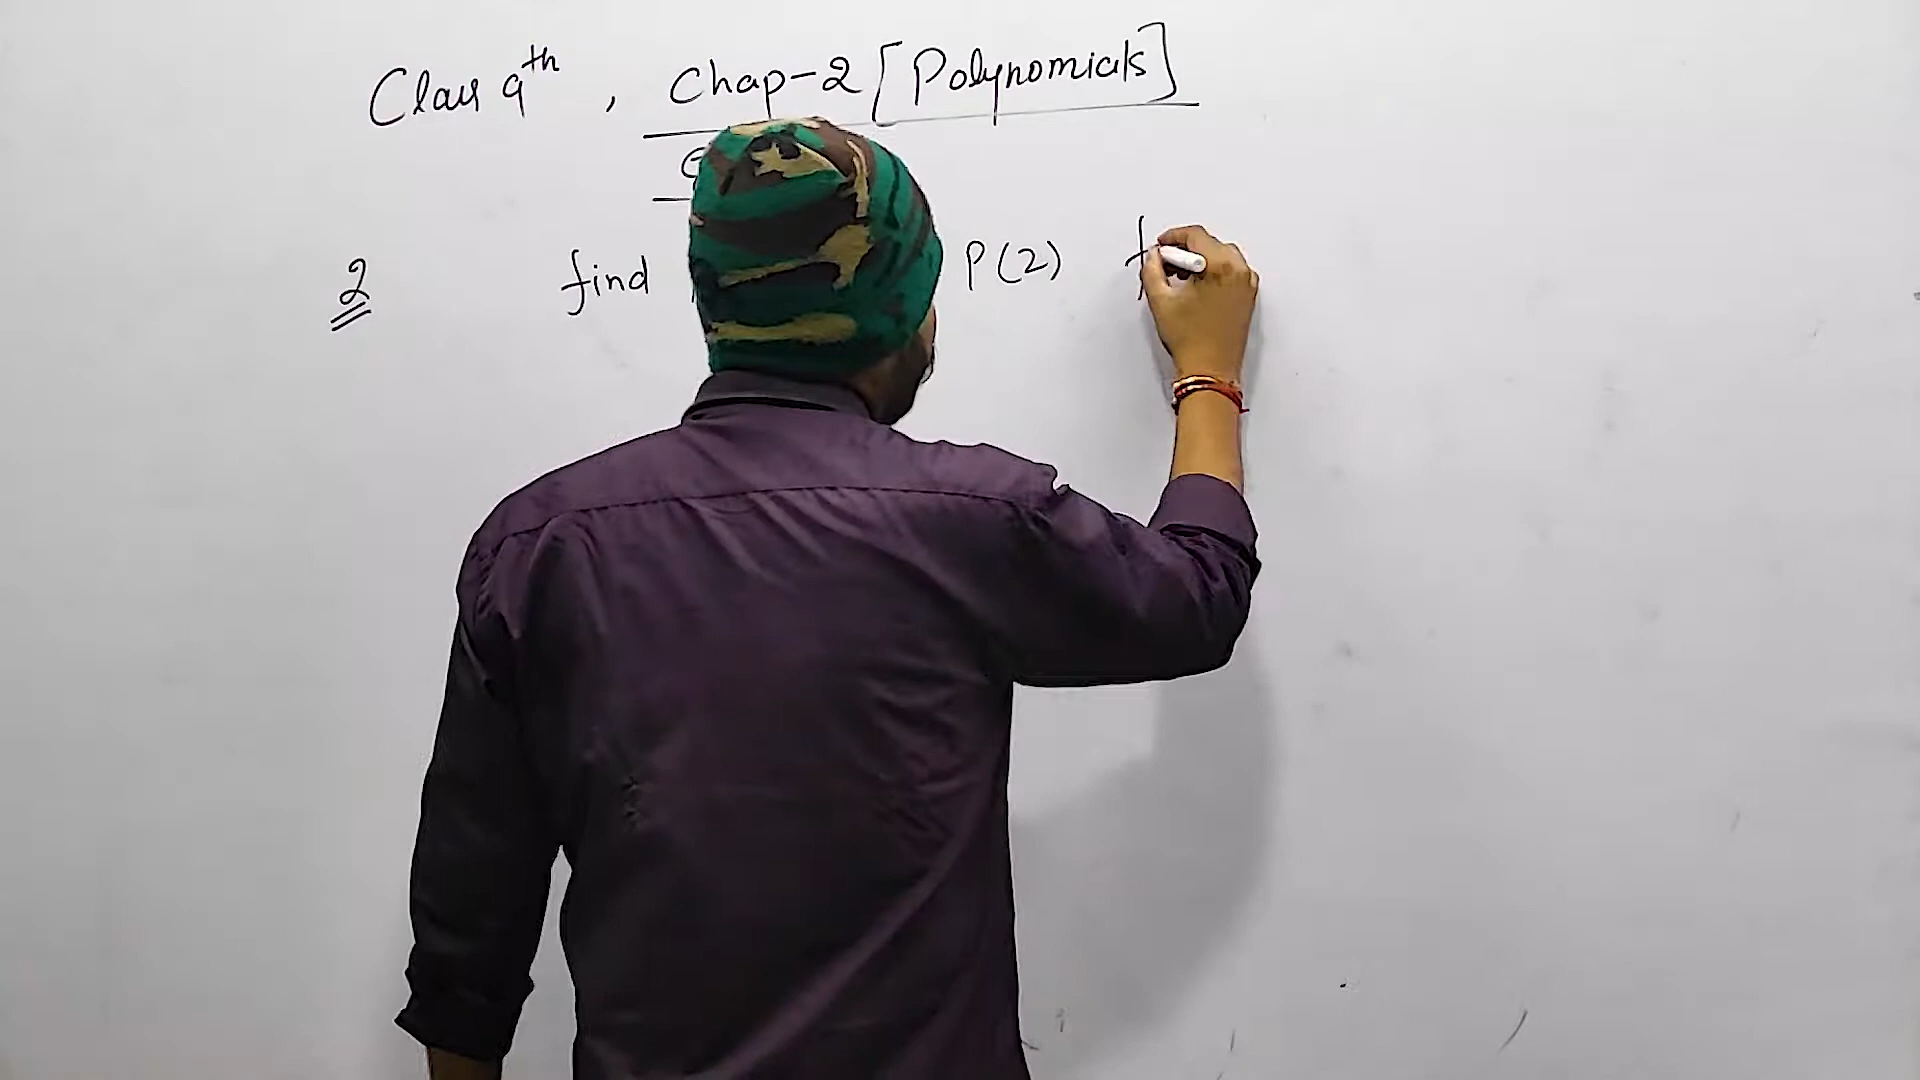 Class 9th, Chap-2 [Polynomials]
2 find P(2) f